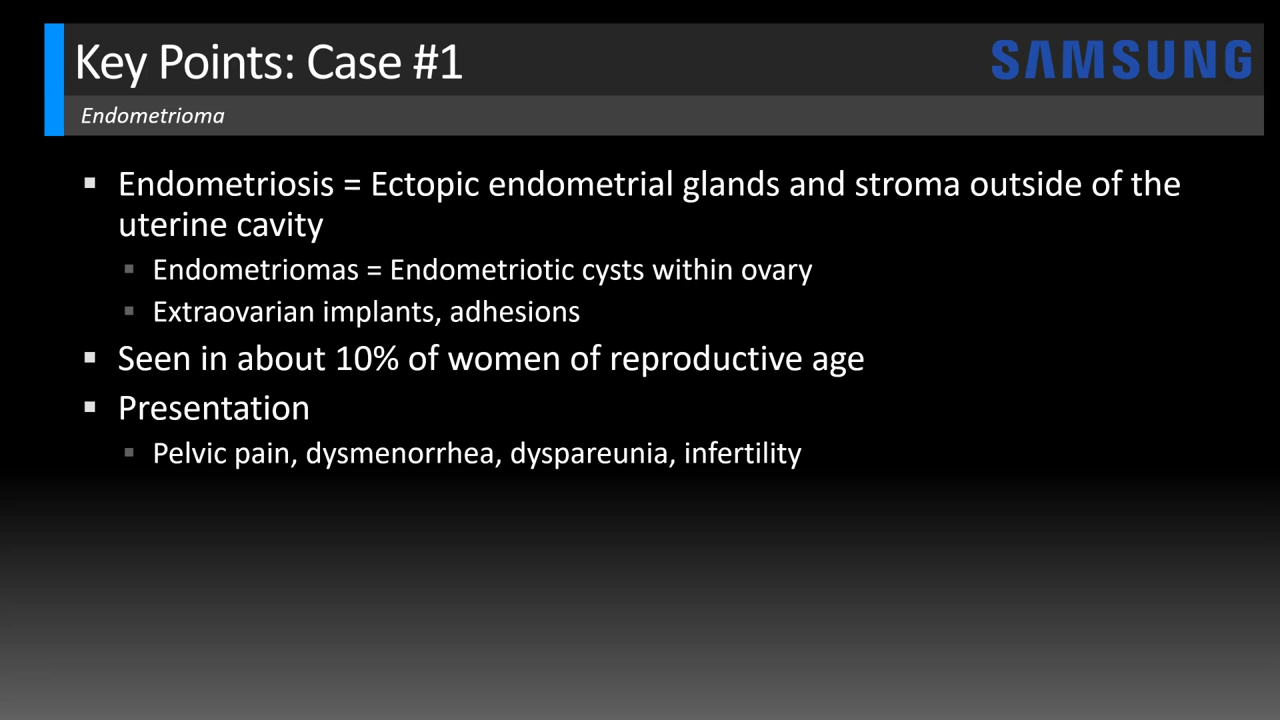 Key Points: Case #1
SAMSUNG
Endometrioma
▪ Endometriosis = Ectopic endometrial glands and stroma outside of the
uterine cavity
▪ Endometriomas = Endometriotic cysts within ovary
▪ Extraovarian implants, adhesions
▪ Seen in about 10% of women of reproductive age
▪ Presentation
▪ Pelvic pain, dysmenorrhea, dyspareunia, infertility